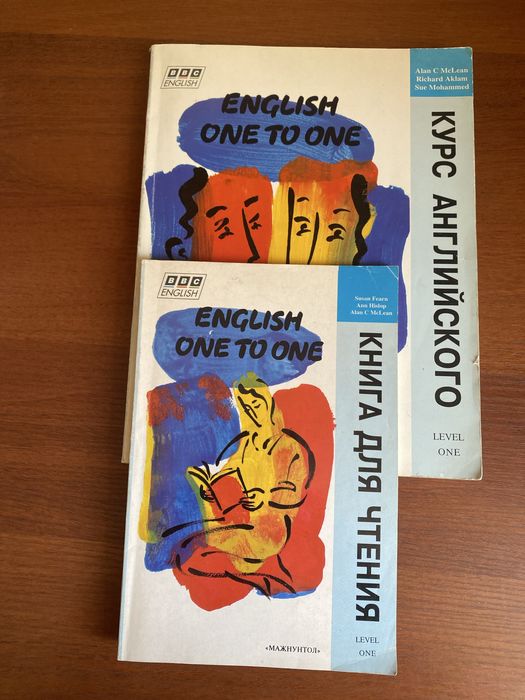 BBC
ENGLISH
ENGLISH
ONE TO ONE
Alan C McLean
Richard Aklam
Sue Mohammed
КУРС АНГЛИЙСКОГО
LEVEL
ONE
BBC
ENGLISH
ENGLISH
ONE TO ONE
Susan Fearn
Ann Hislop
Alan C McLean
КНИГА ДЛЯ ЧТЕНИЯ
LEVEL
ONE
«МАЖНУНТОЛ»